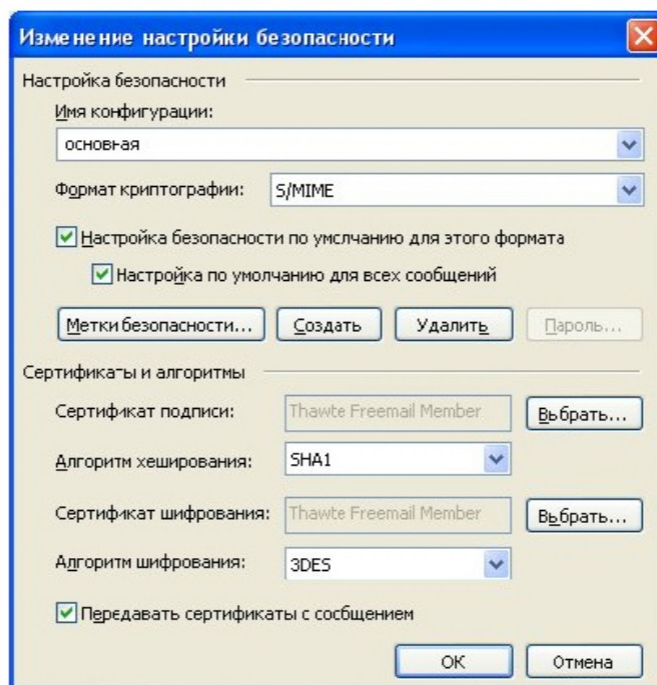 Изменение настройки безопасности
Настройка безопасности
Имя конфигурации:
основная
Формат криптографии: S/MIME
Настройка безопасности по умолчанию для этого формата
Настройка по умолчанию для всех сообщений
Метки безопасности... Создать Удалить Пароль...
Сертификаты и алгоритмы
Сертификат подписи: Thawte Freemail Member Выбрать...
Алгоритм хеширования: SHA1
Сертификат шифрования: Thawte Freemail Member Выбрать...
Алгоритм шифрования: 3DES
Передавать сертификаты с сообщением
ОК Отмена